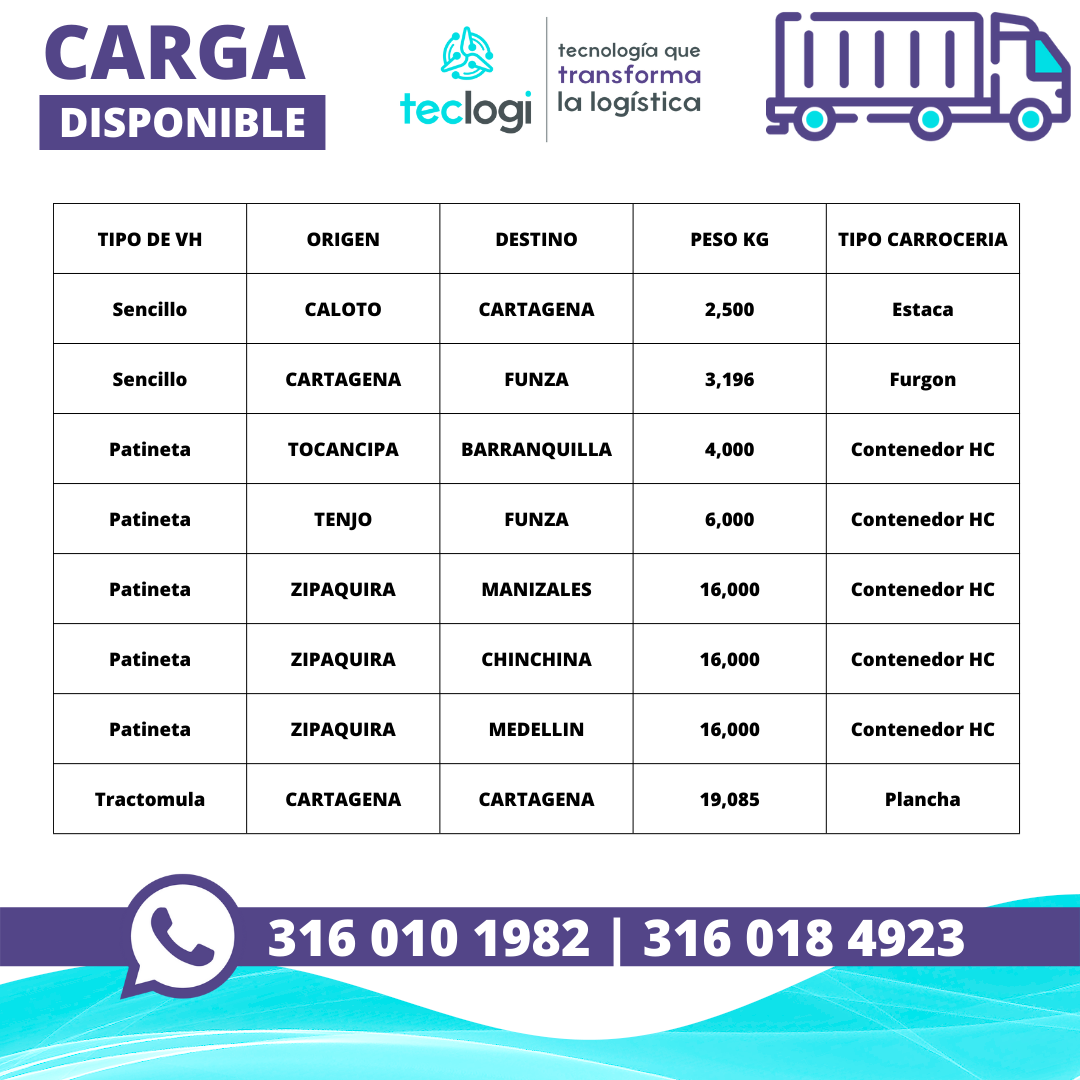 CARGA
DISPONIBLE
teclogi
tecnología que
transforma
la logística
TIPO DE VH ORIGEN DESTINO PESO KG TIPO CARROCERIA
Sencillo CALOTO CARTAGENA 2,500 Estaca
Sencillo CARTAGENA FUNZA 3,196 Furgon
Patineta TOCANCIPA BARRANQUILLA 4,000 Contenedor HC
Patineta TENJO FUNZA 6,000 Contenedor HC
Patineta ZIPAQUIRA MANIZALES 16,000 Contenedor HC
Patineta ZIPAQUIRA CHINCHINA 16,000 Contenedor HC
Patineta ZIPAQUIRA MEDELLIN 16,000 Contenedor HC
Tractomula CARTAGENA CARTAGENA 19,085 Plancha
316 010 1982 | 316 018 4923